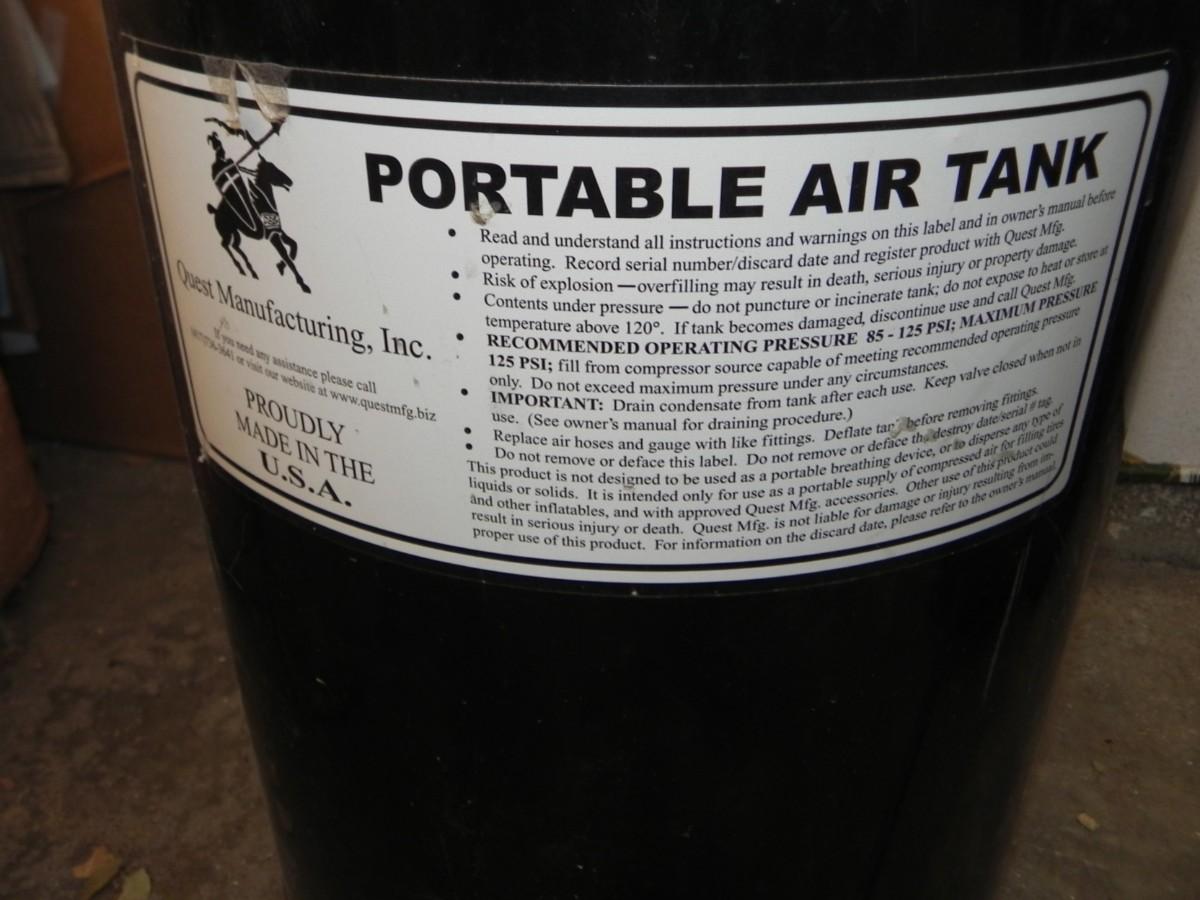 PORTABLE AIR TANK
Quest Manufacturing, Inc.
If you need any assistance please call
or visit our website at www.questmfg.biz
PROUDLY
MADE IN THE
U.S.A.
• Read and understand all instructions and warnings on this label and in owner's manual before
operating. Record serial number/discard date and register product with Quest Mfg.
• Risk of explosion — overfilling may result in death, serious injury or property damage.
• Contents under pressure — do not puncture or incinerate tank; do not expose to heat or store at
temperature above 120°. If tank becomes damaged, discontinue use and call Quest Mfg.
• RECOMMENDED OPERATING PRESSURE 85 - 125 PSI; MAXIMUM PRESSURE
125 PSI; fill from compressor source capable of meeting recommended operating pressure
only. Do not exceed maximum pressure under any circumstances.
• IMPORTANT: Drain condensate from tank after each use. Keep valve closed when not in
use. (See owner's manual for draining procedure.)
• Replace air hoses and gauge with like fittings. Deflate tank before removing fittings.
• Do not remove or deface this label. Do not remove or deface destroy date/serial # tag.
This product is not designed to be used as a portable breathing device, or to disperse any type of
liquids or solids. It is intended only for use as a portable supply of compressed air for filling tires
and other inflatables, and with approved Quest Mfg. accessories. Other use of this product could
result in serious injury or death. Quest Mfg. is not liable for damage or injury resulting from im-
proper use of this product. For information on the discard date, please refer to the owner's manual.